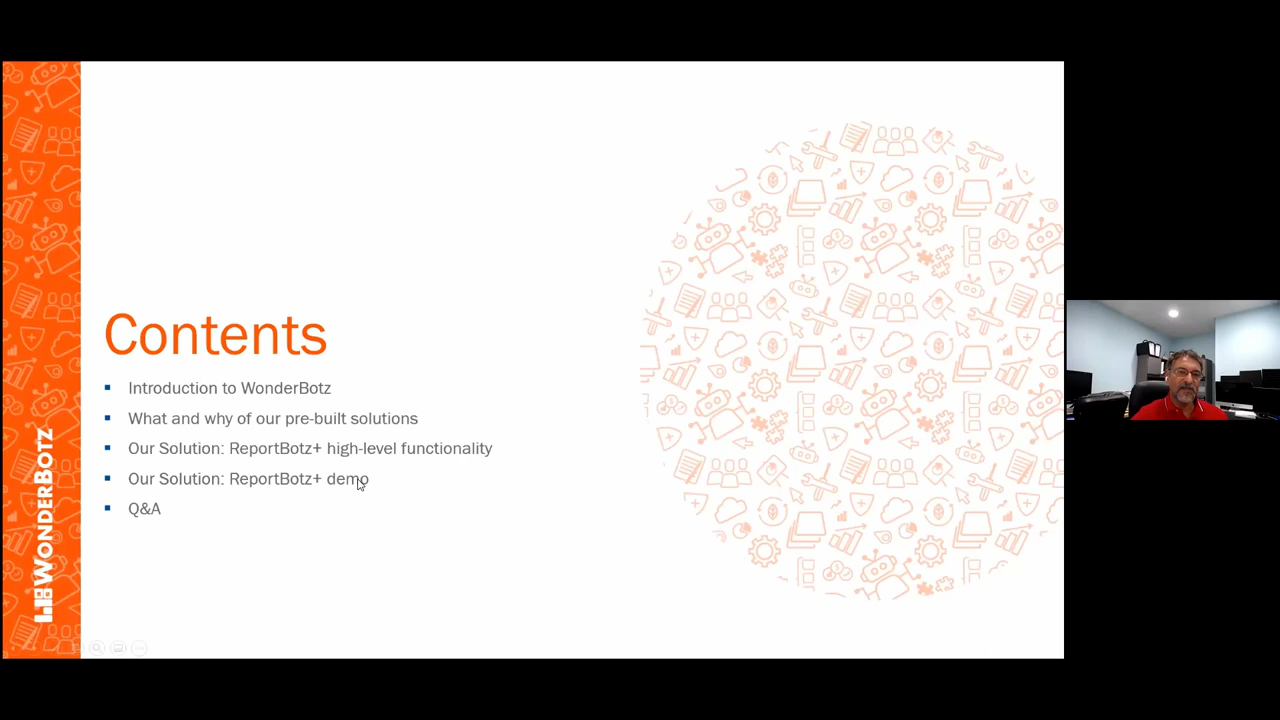 Contents
Introduction to WonderBotz
What and why of our pre-built solutions
Our Solution: ReportBotz+ high-level functionality
Our Solution: ReportBotz+ demo
Q&A
WONDERBOTZ